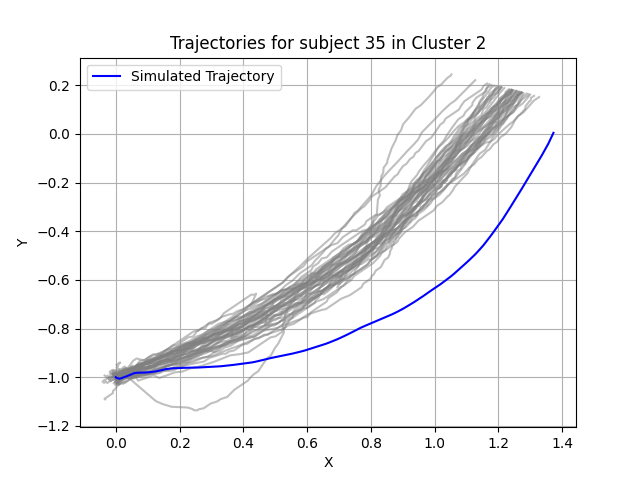 Trajectories for subject 35 in Cluster 2
Simulated Trajectory
0.2
0.0
−0.2
−0.4
−0.6
−0.8
−1.0
−1.2
Y
0.0 0.2 0.4 0.6 0.8 1.0 1.2 1.4
X